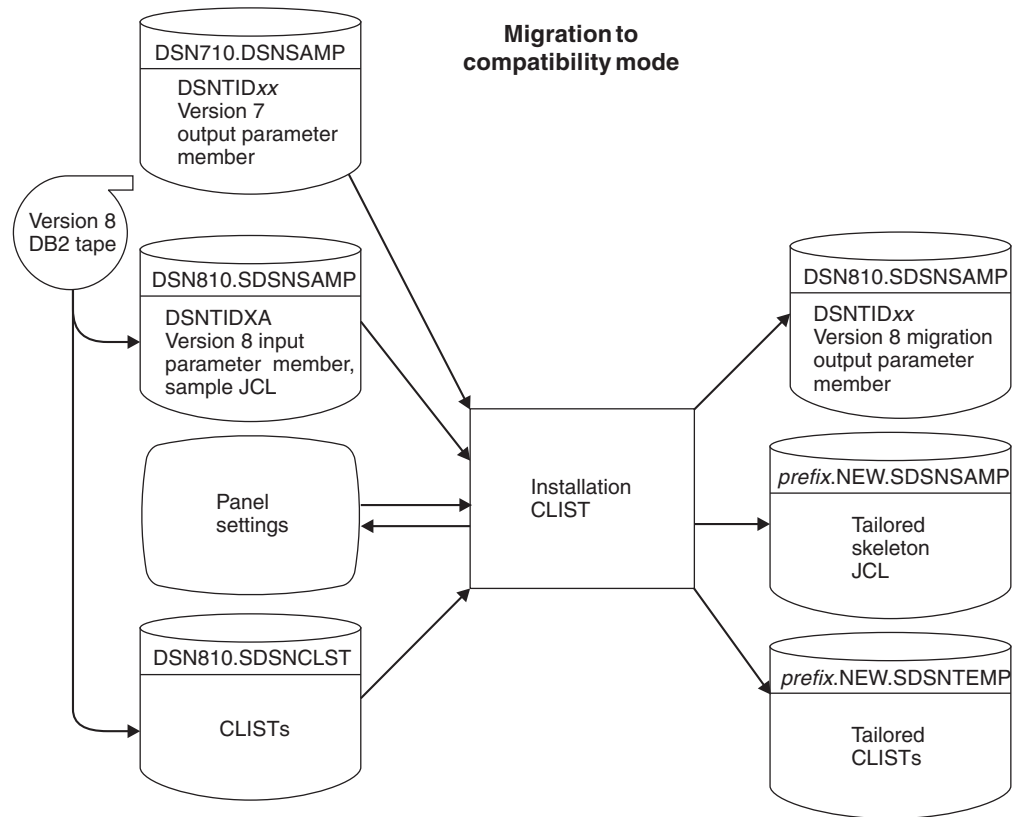 Migration to
compatibility mode
DSN710.DSNSAMP
DSNTIDxx
Version 7
output parameter
member
Version 8
DB2 tape
DSN810.SDSNSAMP
DSNTIDXA
Version 8 input
parameter member,
sample JCL
Panel
settings
DSN810.SDSNCLST
CLISTs
Installation
CLIST
DSN810.SDSNSAMP
DSNTIDxx
Version 8 migration
output parameter
member
prefix.NEW.SDSNSAMP
Tailored
skeleton
JCL
prefix.NEW.SDSNTEMP
Tailored
CLISTs